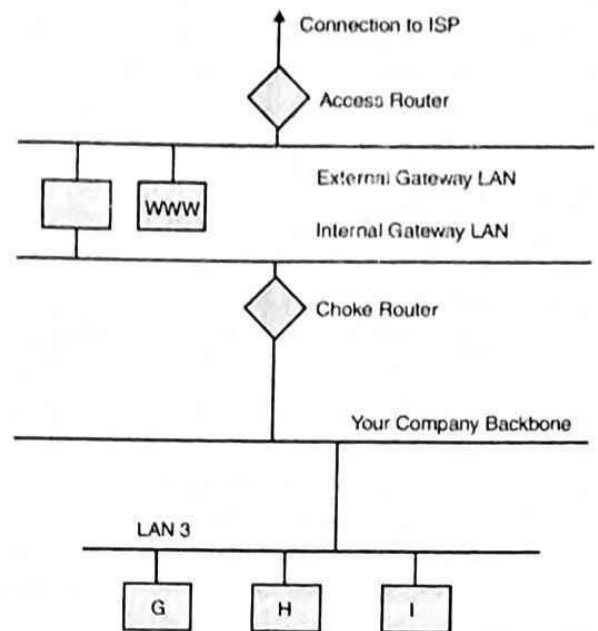 Connection to ISP
Access Router
External Gateway LAN
WWW
Internal Gateway LAN
Choke Router
Your Company Backbone
LAN 3
G H I